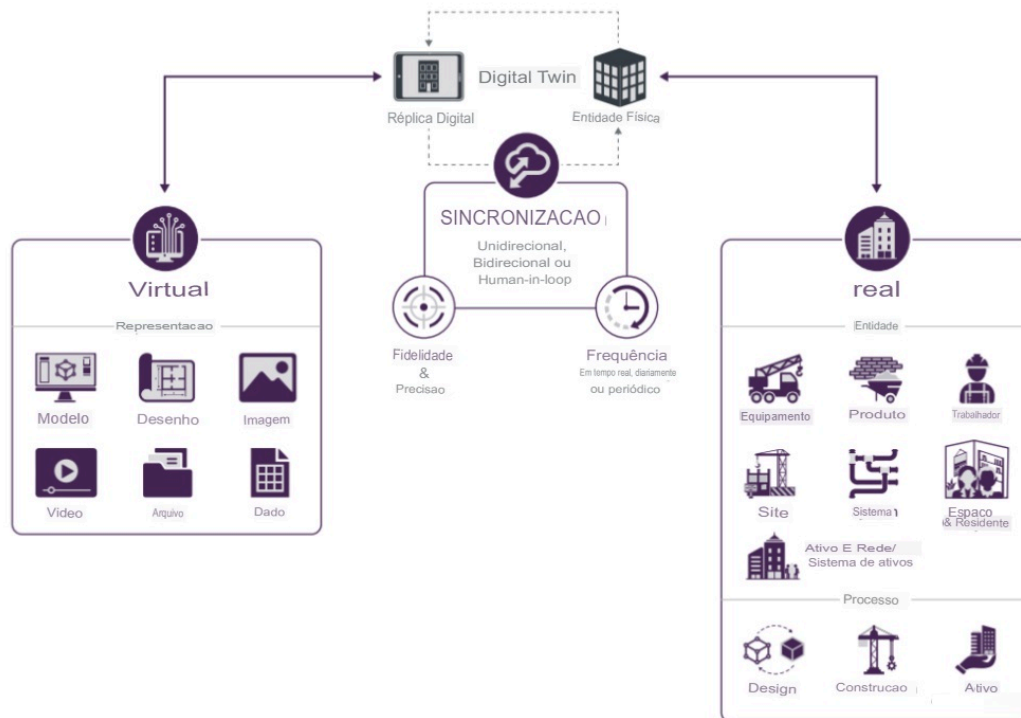 Digital Twin
Réplica Digital
Entidade Física
SINCRONIZACAO
Unidirecional,
Bidirecional ou
Human-in-loop
Fidelidade
&
Precisao
Frequência
Em tempo real, diariamente
ou periódico
Virtual
Representacao
Modelo
Desenho
Imagem
Video
Arquivo
Dado
real
Entidade
Equipamento
Produto
Trabalhador
Site
Sistema
Espaco
& Residente
Ativo E Rede/
Sistema de ativos
Processo
Design
Construcao
Ativo